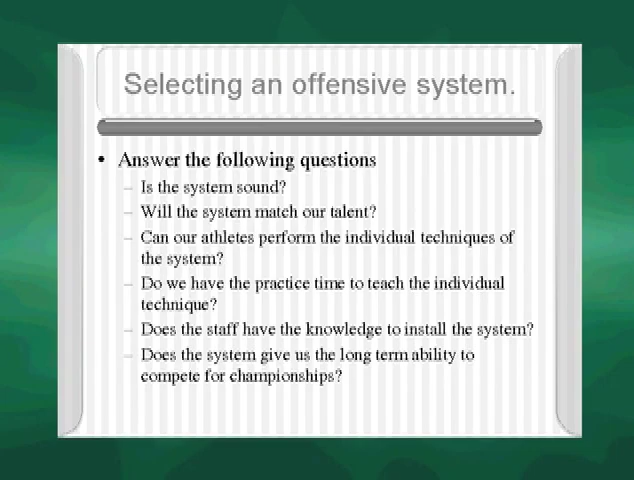 Selecting an offensive system.
• Answer the following questions
– Is the system sound?
– Will the system match our talent?
– Can our athletes perform the individual techniques of
the system?
– Do we have the practice time to teach the individual
technique?
– Does the staff have the knowledge to install the system?
– Does the system give us the long term ability to
compete for championships?